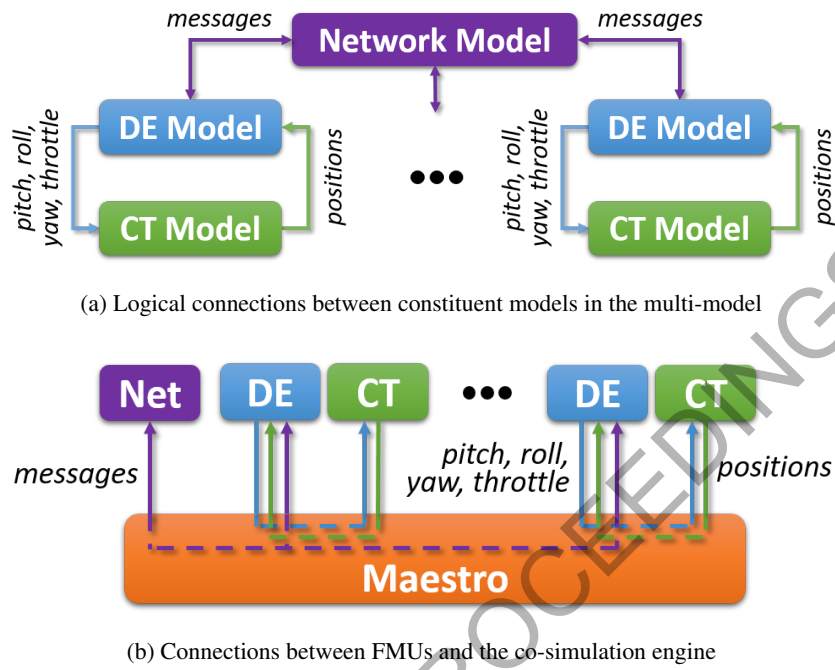 messages
messages
Network Model
DE Model
DE Model
pitch, roll,
yaw, throttle
positions
pitch, roll,
yaw, throttle
positions
CT Model
CT Model
(a) Logical connections between constituent models in the multi-model
Net
DE
CT
DE
CT
messages
pitch, roll,
yaw, throttle
positions
Maestro
(b) Connections between FMUs and the co-simulation engine